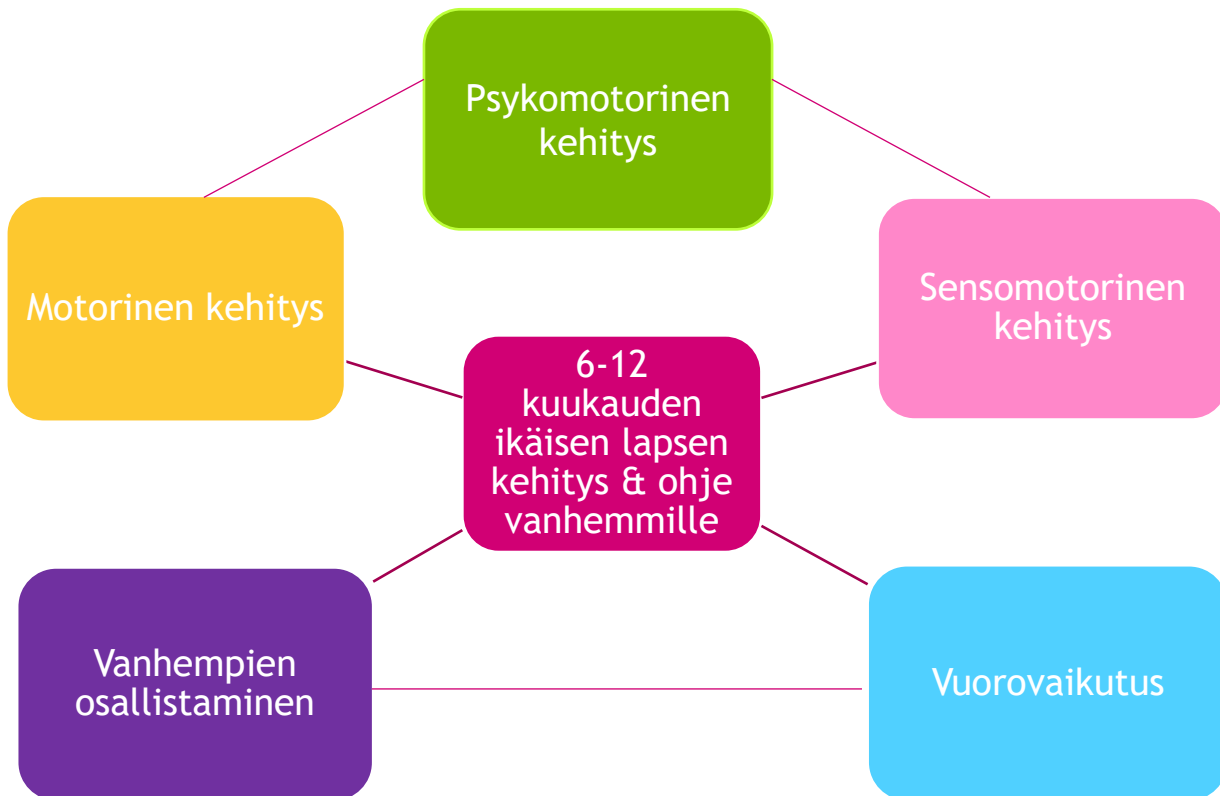 Psykomotorinen
kehitys
Motorinen kehitys
Sensomotorinen
kehitys
6-12
kuukauden
ikäisen lapsen
kehitys & ohje
vanhemmille
Vanhempien
osallistaminen
Vuorovaikutus